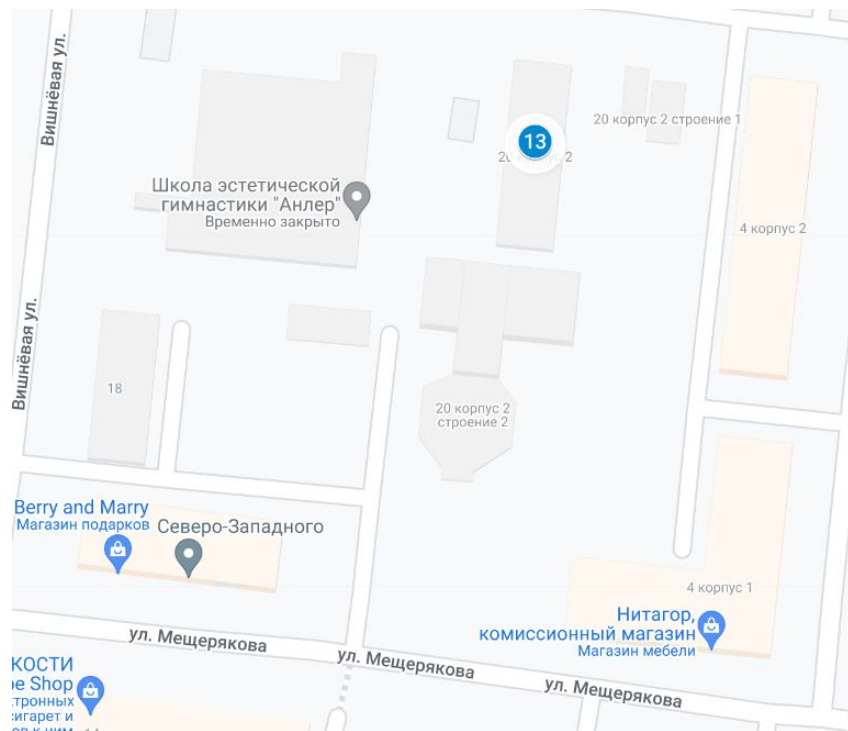 Вишнёвая ул.
20 корпус 2 строение 1
13
Школа эстетической
гимнастики "Анлер"
Временно закрыто
4 корпус 2
Вишнёвая ул.
18
20 корпус 2
строение 2
Berry and Marry
Магазин подарков
Северо-Западного
4 корпус 1
Нитагор,
комиссионный магазин
Магазин мебели
ул. Мещерякова
ул. Мещерякова
ул. Мещерякова
КОСТИ
Shop